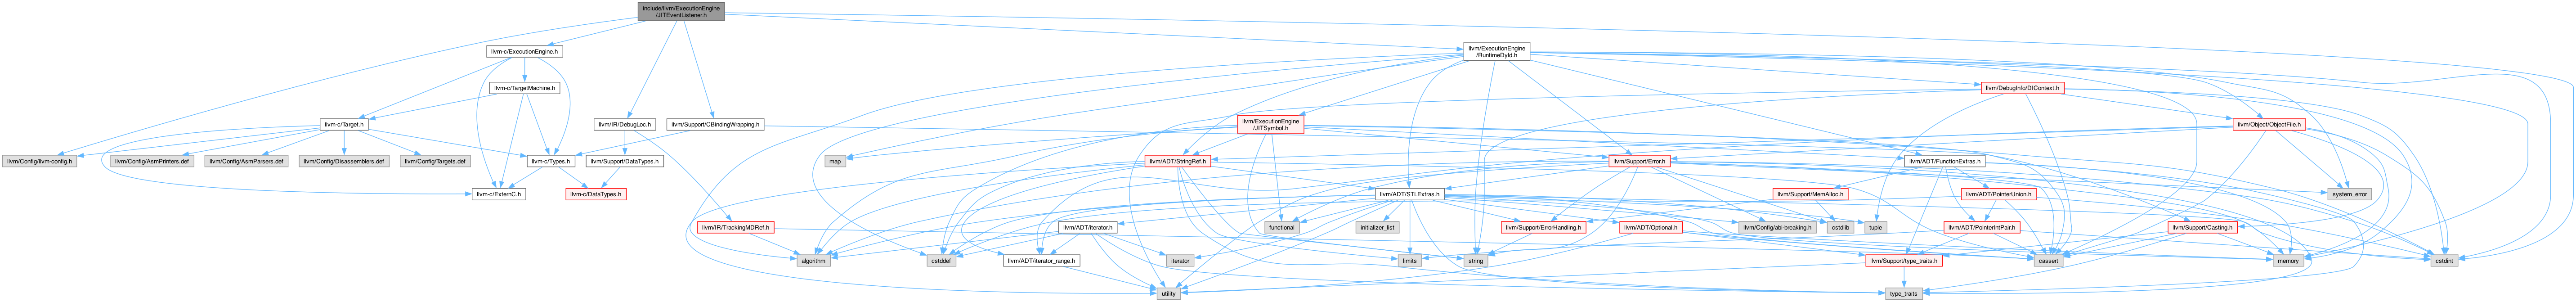 include/llvm/ExecutionEngine
/JITEventListener.h
llvm-c/ExecutionEngine.h
llvm/ExecutionEngine
/RuntimeDyld.h
llvm-c/TargetMachine.h
llvm/DebugInfo/DIContext.h
llvm-c/Target.h
llvm/IR/DebugLoc.h
llvm/Support/CBindingWrapping.h
llvm/ExecutionEngine
/JITSymbol.h
llvm/Object/ObjectFile.h
llvm/Config/llvm-config.h
llvm/Config/AsmPrinters.def
llvm/Config/AsmParsers.def
llvm/Config/Disassemblers.def
llvm/Config/Targets.def
llvm-c/Types.h
llvm/Support/DataTypes.h
map
llvm/ADT/StringRef.h
llvm/Support/Error.h
llvm/ADT/FunctionExtras.h
llvm-c/ExternC.h
llvm-c/DataTypes.h
llvm/ADT/STLExtras.h
llvm/Support/MemAlloc.h
llvm/ADT/PointerUnion.h
system_error
llvm/IR/TrackingMDRef.h
llvm/ADT/iterator.h
functional
initializer_list
llvm/Support/ErrorHandling.h
llvm/ADT/Optional.h
llvm/Config/abi-breaking.h
cstdlib
tuple
llvm/ADT/PointerIntPair.h
llvm/Support/Casting.h
algorithm
cstddef
llvm/ADT/iterator_range.h
iterator
limits
string
llvm/Support/type_traits.h
cassert
memory
cstdint
utility
type_traits